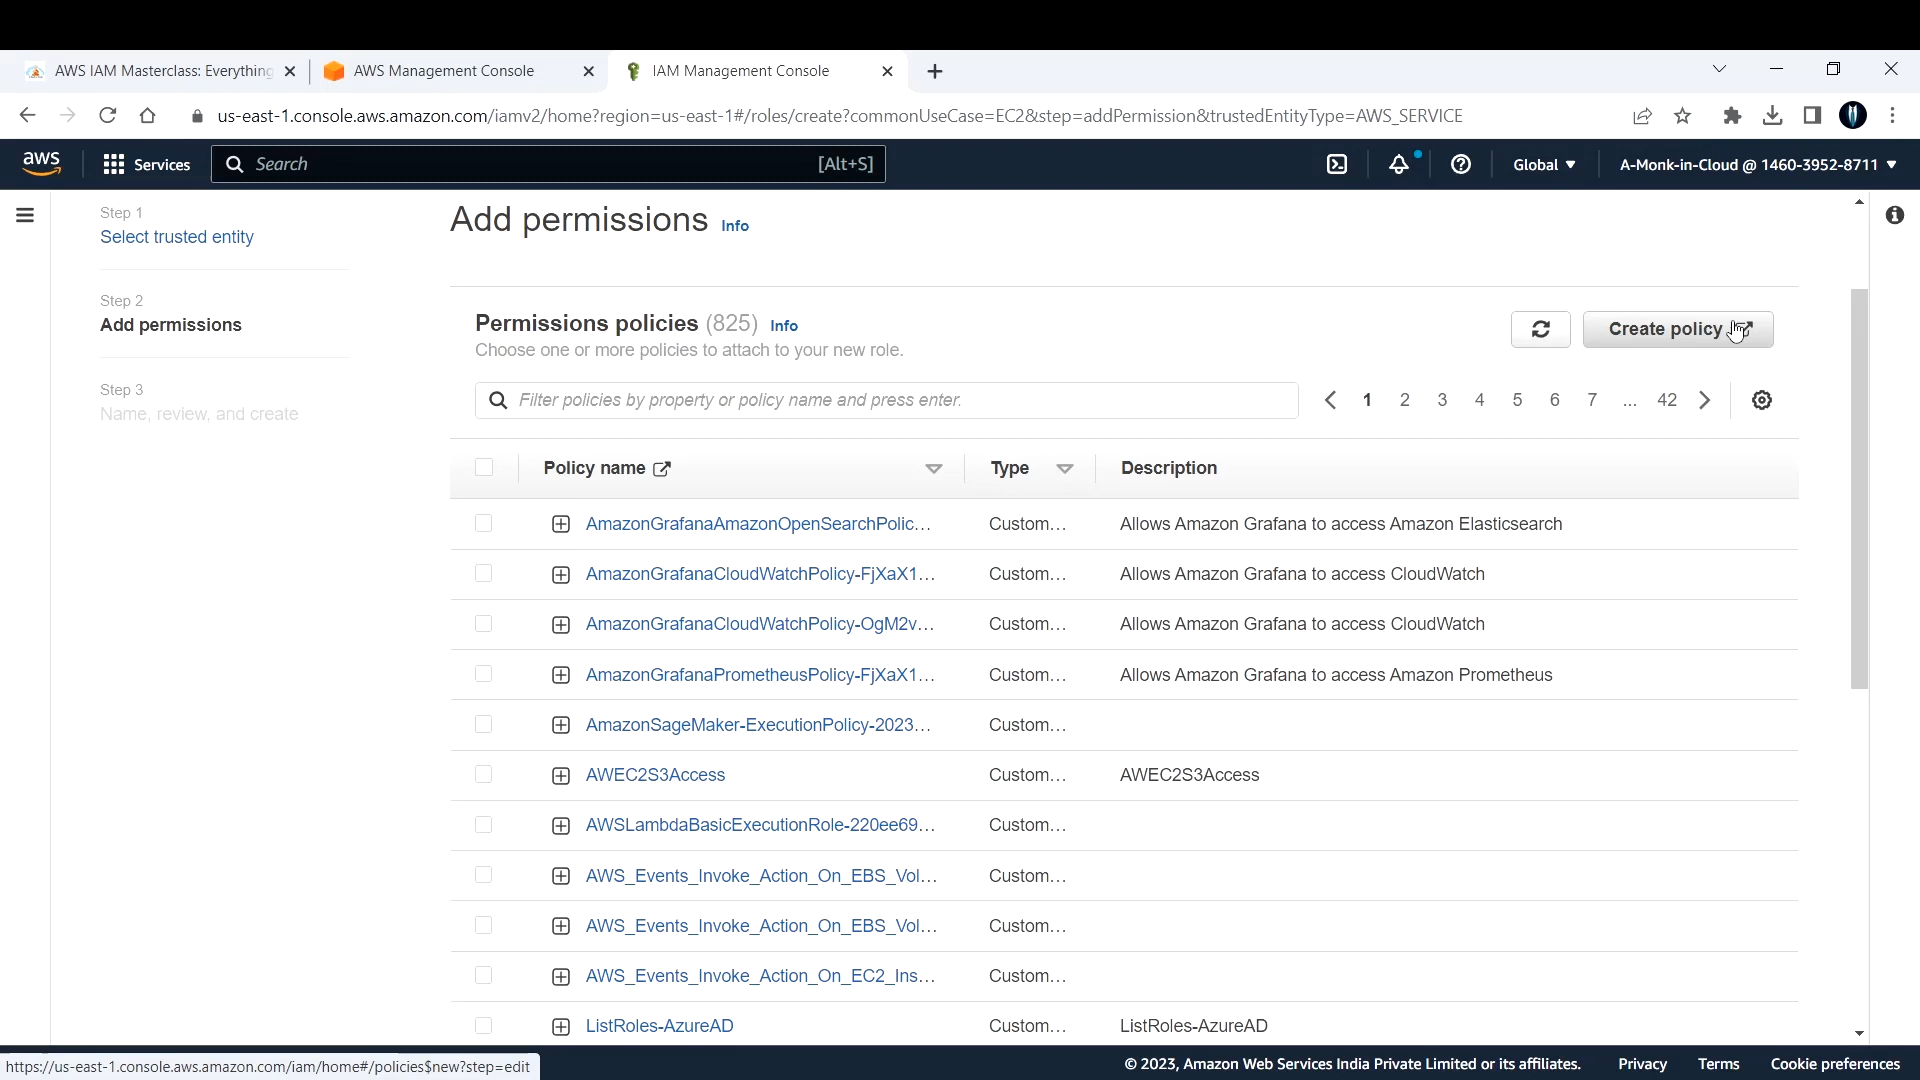 AWS IAM Masterclass: Everything
AWS Management Console
IAM Management Console
us-east-1.console.aws.amazon.com/iamv2/home?region=us-east-1#/roles/create?commonUseCase=EC2&step=addPermission&trustedEntityType=AWS_SERVICE
aws
Services
Search
[Alt+S]
Global
A-Monk-in-Cloud @ 1460-3952-8711
Step 1
Select trusted entity
Step 2
Add permissions
Step 3
Name, review, and create
Add permissions Info
Permissions policies (825) Info
Choose one or more policies to attach to your new role.
Create policy
Filter policies by property or policy name and press enter.
1 2 3 4 5 6 7 ... 42
Policy name Type Description
AmazonGrafanaAmazonOpenSearchPolic... Custom... Allows Amazon Grafana to access Amazon Elasticsearch
AmazonGrafanaCloudWatchPolicy-FjXaX1... Custom... Allows Amazon Grafana to access CloudWatch
AmazonGrafanaCloudWatchPolicy-OgM2v... Custom... Allows Amazon Grafana to access CloudWatch
AmazonGrafanaPrometheusPolicy-FjXaX1... Custom... Allows Amazon Grafana to access Amazon Prometheus
AmazonSageMaker-ExecutionPolicy-2023... Custom...
AWEC2S3Access Custom... AWEC2S3Access
AWSLambdaBasicExecutionRole-220ee69... Custom...
AWS_Events_Invoke_Action_On_EBS_Vol... Custom...
AWS_Events_Invoke_Action_On_EBS_Vol... Custom...
AWS_Events_Invoke_Action_On_EC2_Ins... Custom...
ListRoles-AzureAD Custom... ListRoles-AzureAD
https://us-east-1.console.aws.amazon.com/iam/home#/policies$new?step=edit
© 2023, Amazon Web Services India Private Limited or its affiliates. Privacy Terms Cookie preferences